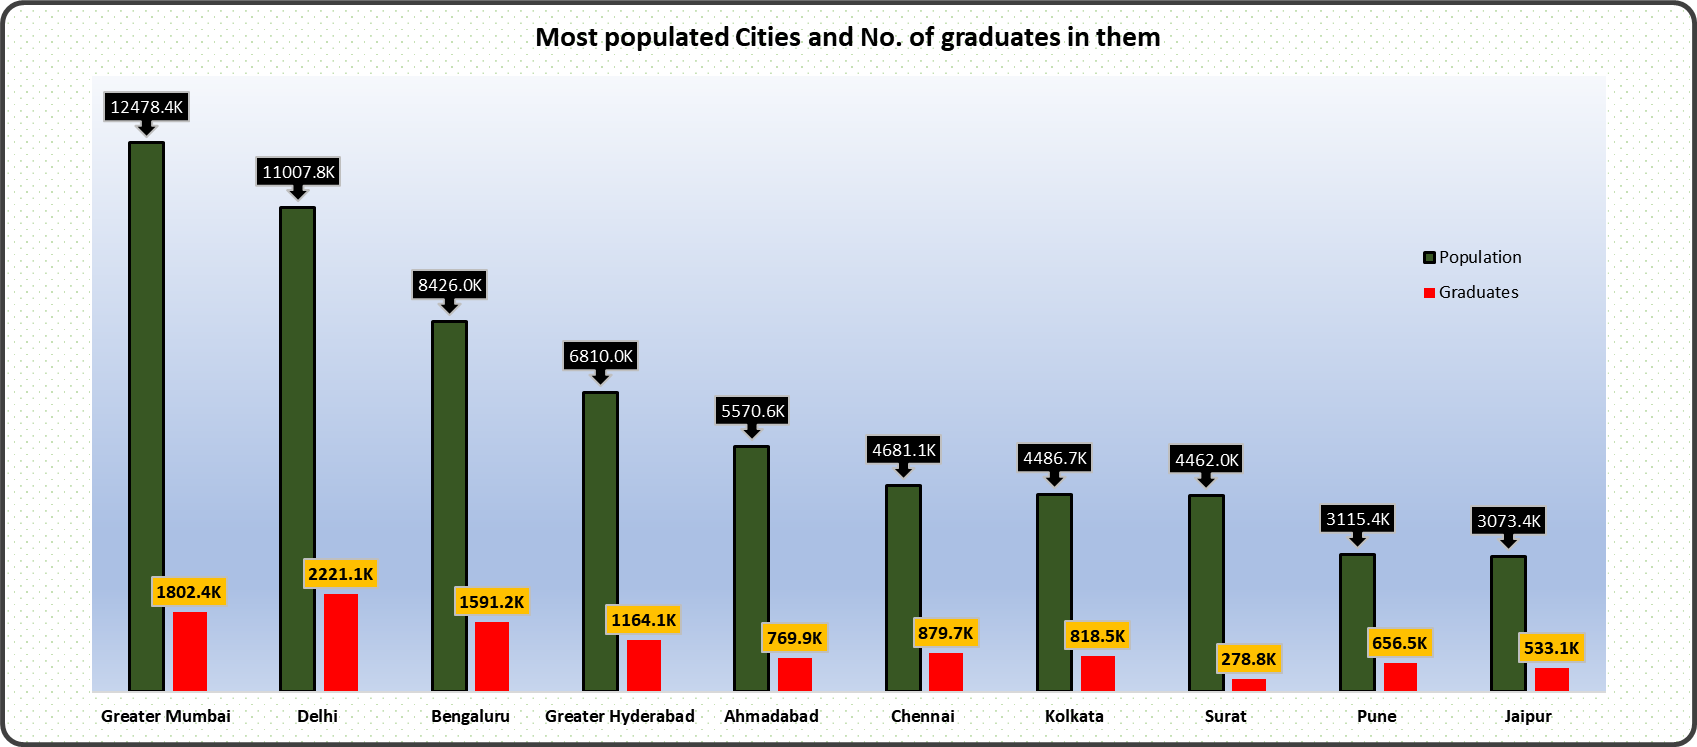 Most populated Cities and No. of graduates in them
12478.4K
11007.8K
8426.0K
6810.0K
5570.6K
4681.1K
4486.7K
4462.0K
3115.4K
3073.4K
Population
Graduates
1802.4K
2221.1K
1591.2K
1164.1K
769.9K
879.7K
818.5K
278.8K
656.5K
533.1K
Greater Mumbai
Delhi
Bengaluru
Greater Hyderabad
Ahmadabad
Chennai
Kolkata
Surat
Pune
Jaipur